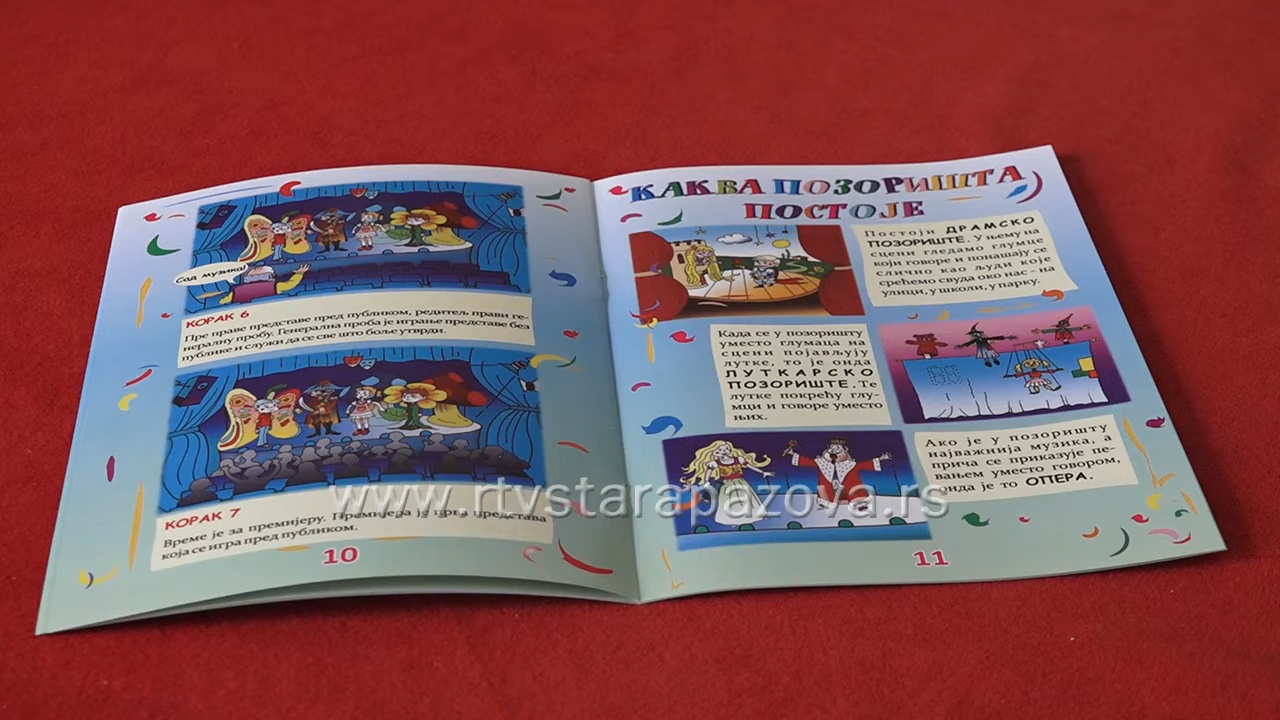 Сад музика!
КОРАК 6
Пре праве представе пред публиком, редитељ прави ге-
нералну пробу. Генерална проба је играње представе без
публике и служи да се све што боље утврди.
КОРАК 7
Време је за премијеру. Премијера је прва представа
која се игра пред публиком.
10
КАКВА ПОЗОРИШТА
ПОСТОЈЕ
Постоји ДРАМСКО
ПОЗОРИШТЕ. У њему на
сцени гледамо глумце
који говоре и понашају се
слично као људи које
срећемо свуда око нас - на
улици, у школи, у парку.
Када се у позоришту
уместо глумаца на
сцени појављују
лутке, то је онда
ЛУТКАРСКО
ПОЗОРИШТЕ. Те
лутке покрећу глу-
мци и говоре уместо
њих.
Ако је у позоришту
најважнија музика, а
прича се приказује пе-
вањем уместо говором,
онда је то ОПЕРА.
11
www.rtvstarapazova.rs